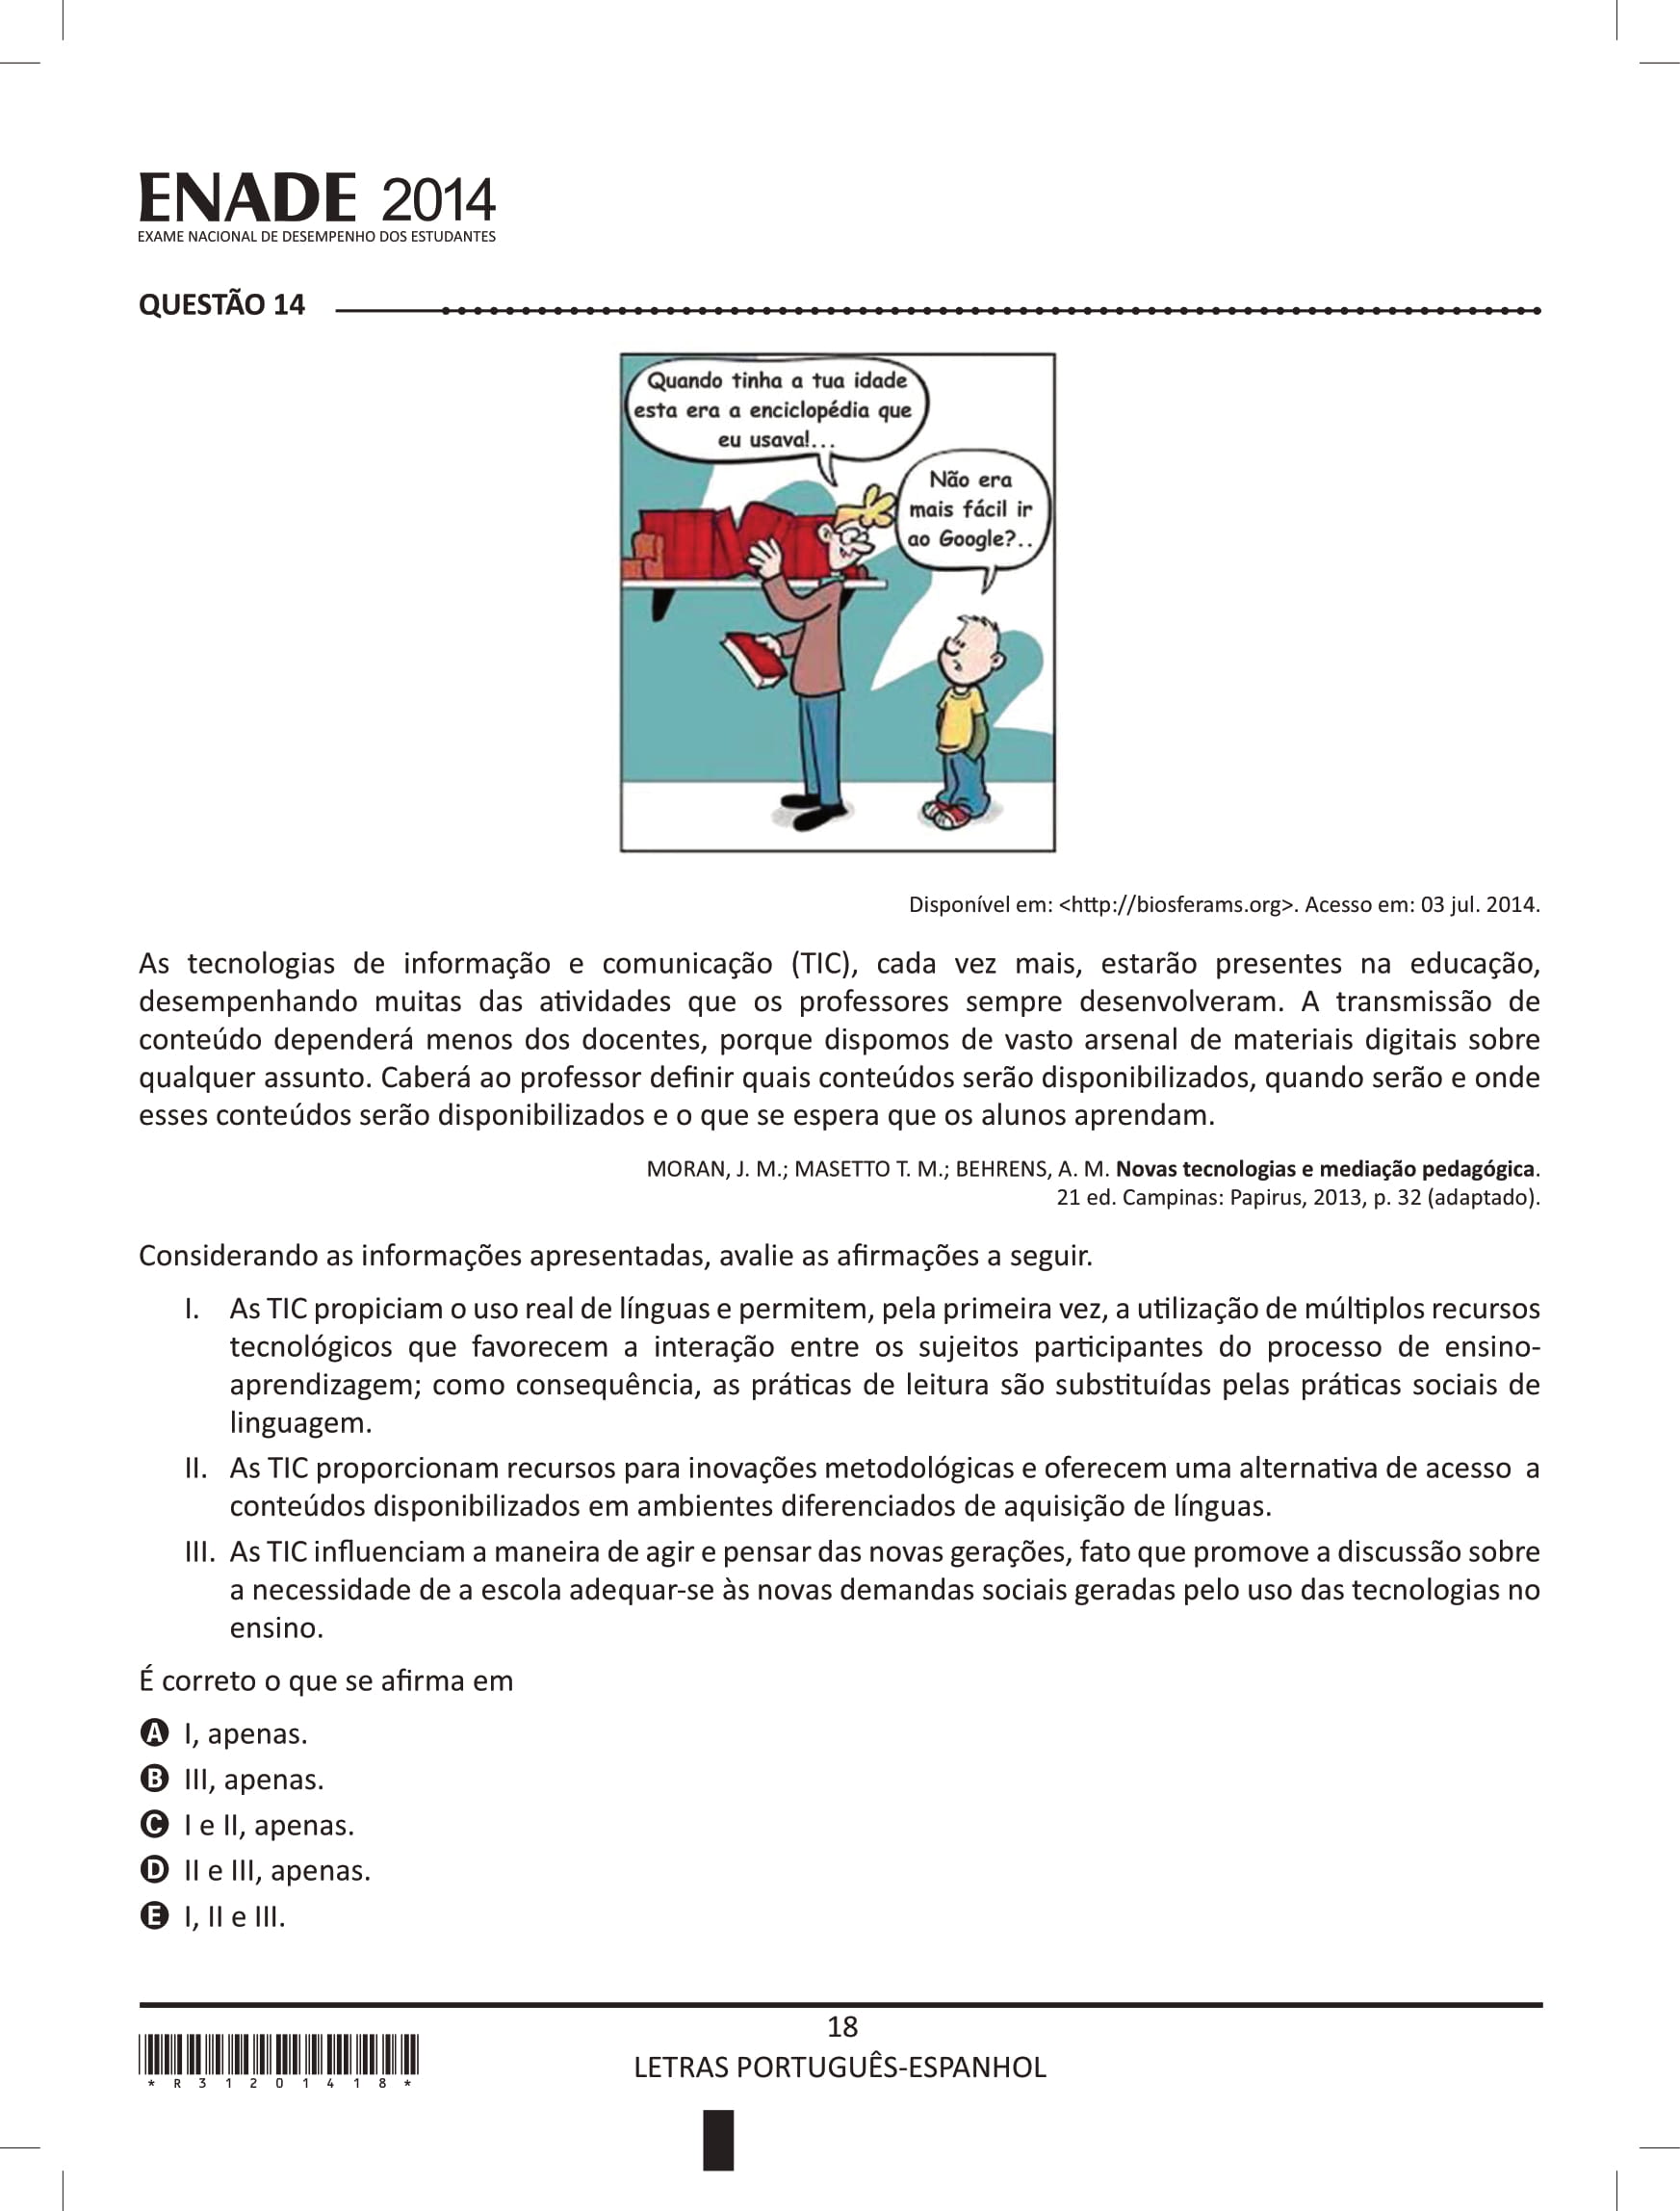 ENADE 2014
EXAME NACIONAL DE DESEMPENHO DOS ESTUDANTES
QUESTÃO 14
Quando tinha a tua idade
esta era a enciclopédia que
eu usava!...
Não era
mais fácil ir
ao Google?..
Disponível em: <http://biosferams.org>. Acesso em: 03 jul. 2014.
As tecnologias de informação e comunicação (TIC), cada vez mais, estarão presentes na educação,
desempenhando muitas das atividades que os professores sempre desenvolveram. A transmissão de
conteúdo dependerá menos dos docentes, porque dispomos de vasto arsenal de materiais digitais sobre
qualquer assunto. Caberá ao professor definir quais conteúdos serão disponibilizados, quando serão e onde
esses conteúdos serão disponibilizados e o que se espera que os alunos aprendam.
MORAN, J. M.; MASETTO T. M.; BEHRENS, A. M. Novas tecnologias e mediação pedagógica.
21 ed. Campinas: Papirus, 2013, p. 32 (adaptado).
Considerando as informações apresentadas, avalie as afirmações a seguir.
I. As TIC propiciam o uso real de línguas e permitem, pela primeira vez, a utilização de múltiplos recursos
tecnológicos que favorecem a interação entre os sujeitos participantes do processo de ensino-
aprendizagem; como consequência, as práticas de leitura são substituídas pelas práticas sociais de
linguagem.
II. As TIC proporcionam recursos para inovações metodológicas e oferecem uma alternativa de acesso a
conteúdos disponibilizados em ambientes diferenciados de aquisição de línguas.
III. As TIC influenciam a maneira de agir e pensar das novas gerações, fato que promove a discussão sobre
a necessidade de a escola adequar-se às novas demandas sociais geradas pelo uso das tecnologias no
ensino.
É correto o que se afirma em
A I, apenas.
B III, apenas.
C I e II, apenas.
D II e III, apenas.
E I, II e III.
18
LETRAS PORTUGUÊS-ESPANHOL
* R 3 1 2 0 1 4 1 8 *